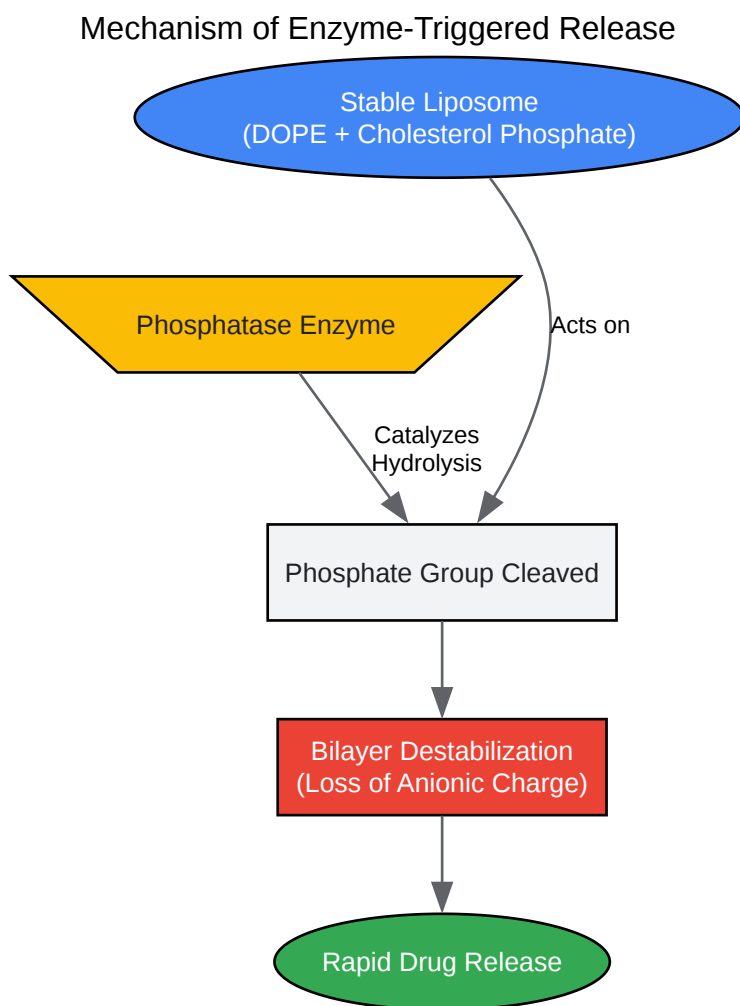 Mechanism of Enzyme-Triggered Release
Stable Liposome
(DOPE + Cholesterol Phosphate)
Phosphatase Enzyme
Acts on
Catalyzes
Hydrolysis
Phosphate Group Cleaved
Bilayer Destabilization
(Loss of Anionic Charge)
Rapid Drug Release